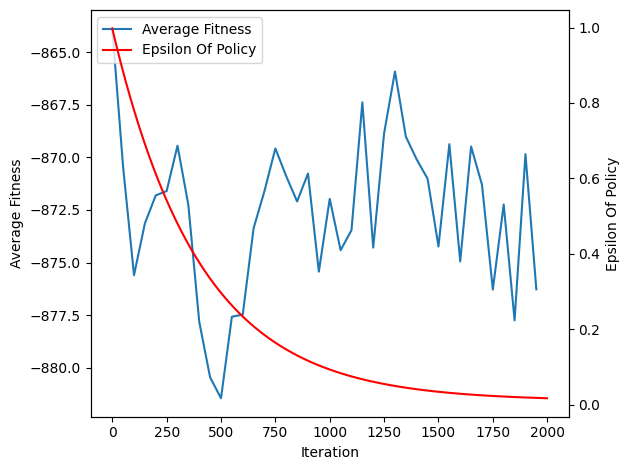 Average Fitness
Epsilon Of Policy
−865.0
−867.5
−870.0
−872.5
−875.0
−877.5
−880.0
Average Fitness
1.0
0.8
0.6
0.4
0.2
0.0
Epsilon Of Policy
0 250 500 750 1000 1250 1500 1750 2000
Iteration